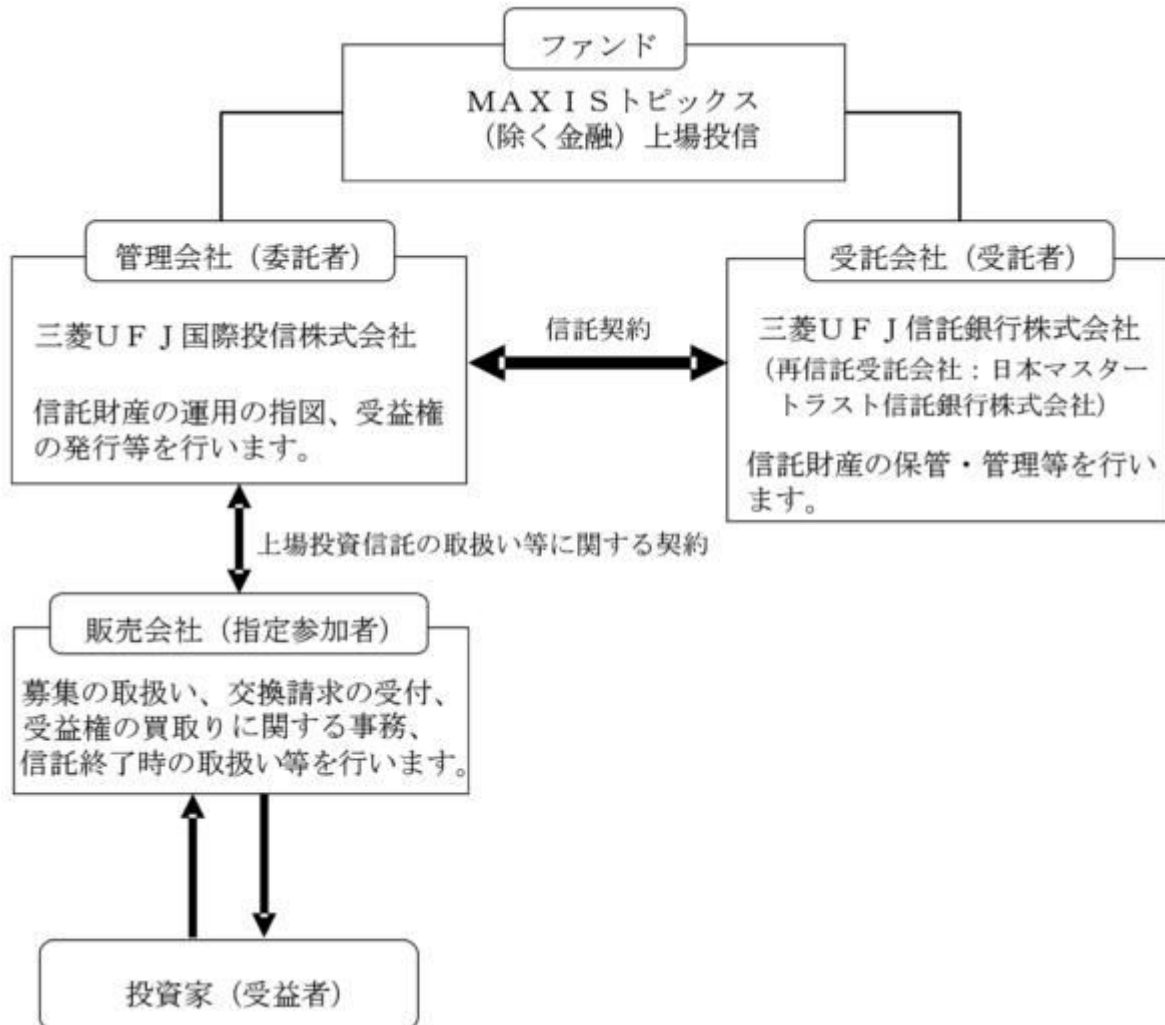 ファンド
ＭＡＸＩＳトピックス
（除く金融）上場投信
管理会社（委託者）
三菱ＵＦＪ国際投信株式会社
信託財産の運用の指図、受益権
の発行等を行います。
信託契約
受託会社（受託者）
三菱ＵＦＪ信託銀行株式会社
（再信託受託会社：日本マスター
トラスト信託銀行株式会社）
信託財産の保管・管理等を行い
ます。
上場投資信託の取扱い等に関する契約
販売会社（指定参加者）
募集の取扱い、交換請求の受付、
受益権の買取りに関する事務、
信託終了時の取扱い等を行います。
投資家（受益者）